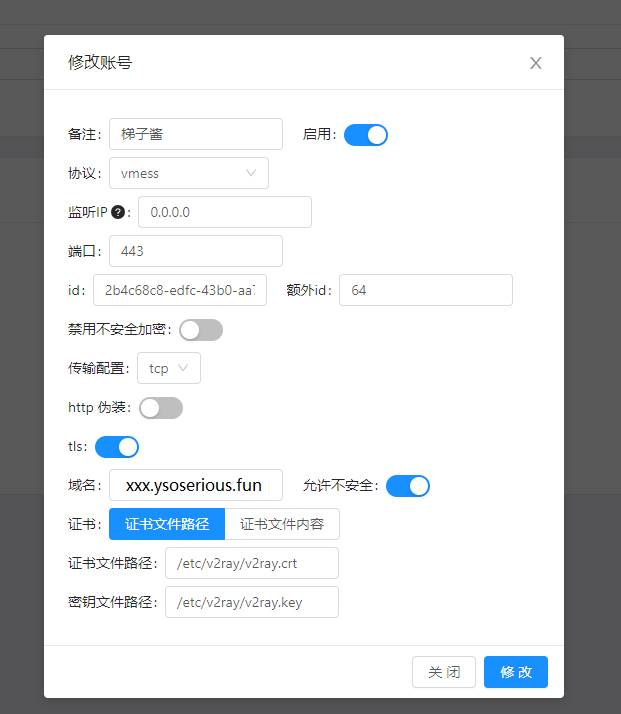 修改账号
备注: 梯子酱 启用:
协议: vmess
监听IP ? : 0.0.0.0
端口: 443
id: 2b4c68c8-edfc-43b0-aa7 额外id: 64
禁用不安全加密:
传输配置: tcp
http 伪装:
tls:
域名: xxx.ysoserious.fun 允许不安全:
证书: 证书文件路径 证书文件内容
证书文件路径: /etc/v2ray/v2ray.crt
密钥文件路径: /etc/v2ray/v2ray.key
关 闭 修 改